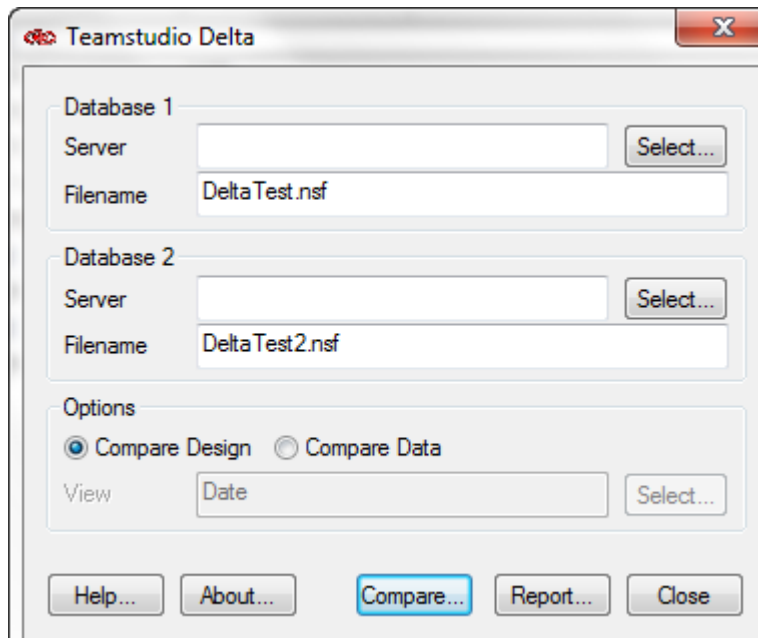 Teamstudio Delta
Database 1
Server Select...
Filename DeltaTest.nsf
Database 2
Server Select...
Filename DeltaTest2.nsf
Options
Compare Design Compare Data
View Date Select...
Help... About... Compare... Report... Close